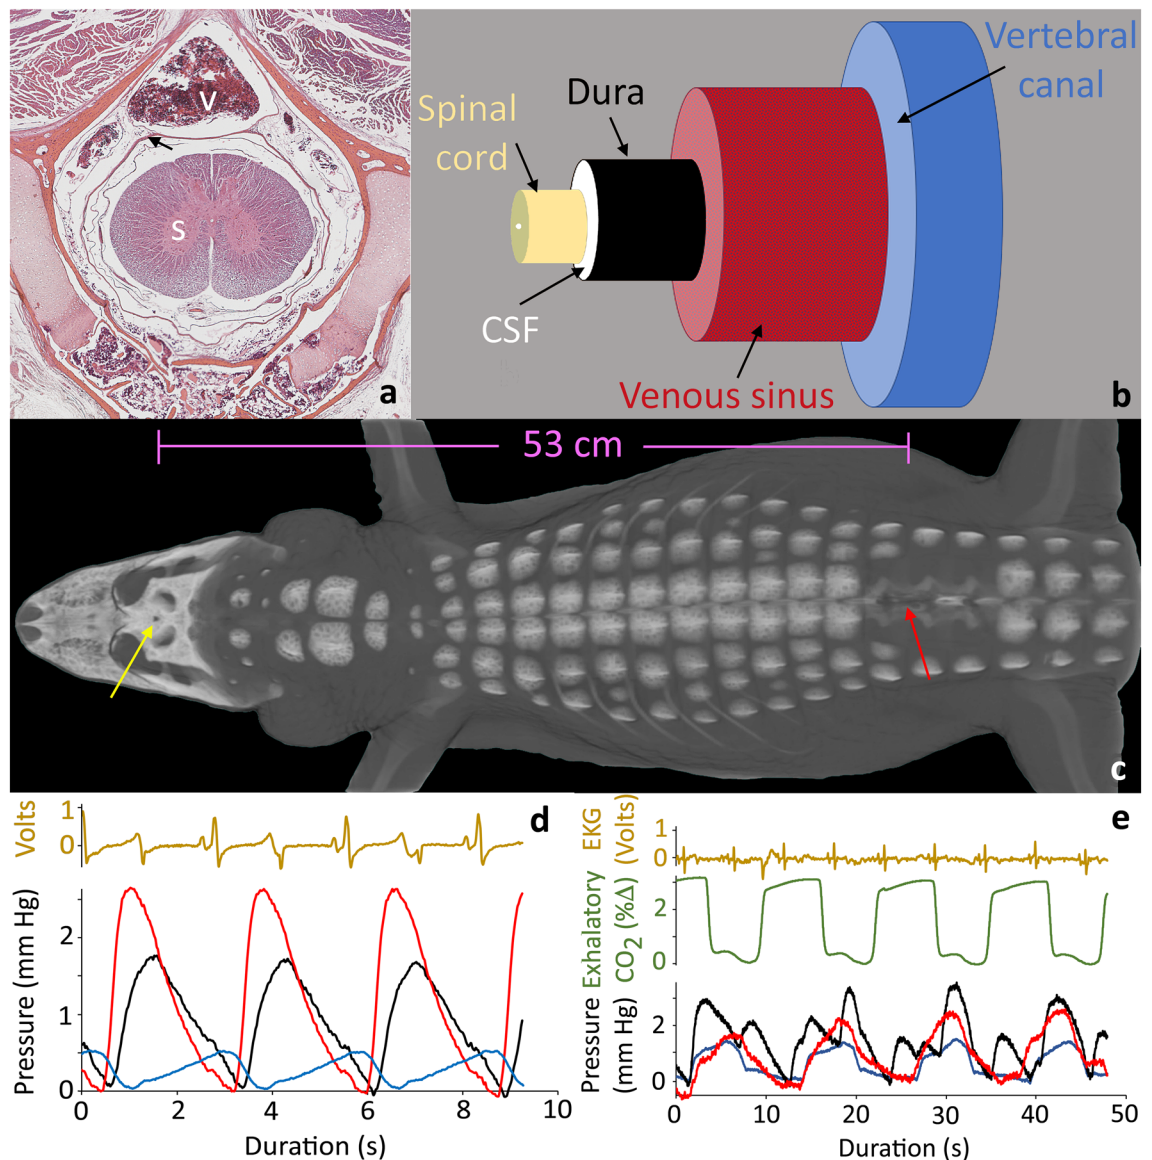 V
S
a
Spinal
cord
Dura
CSF
Venous sinus
Vertebral
canal
b
53 cm
c
d
Volts
1
0
Pressure (mm Hg)
2
1
0
0 2 4 6 8 10
Duration (s)
e
EKG
(Volts)
1
0
Exhalatory
CO2 (%Δ)
2
0
Pressure
(mm Hg)
2
0
0 10 20 30 40 50
Duration (s)